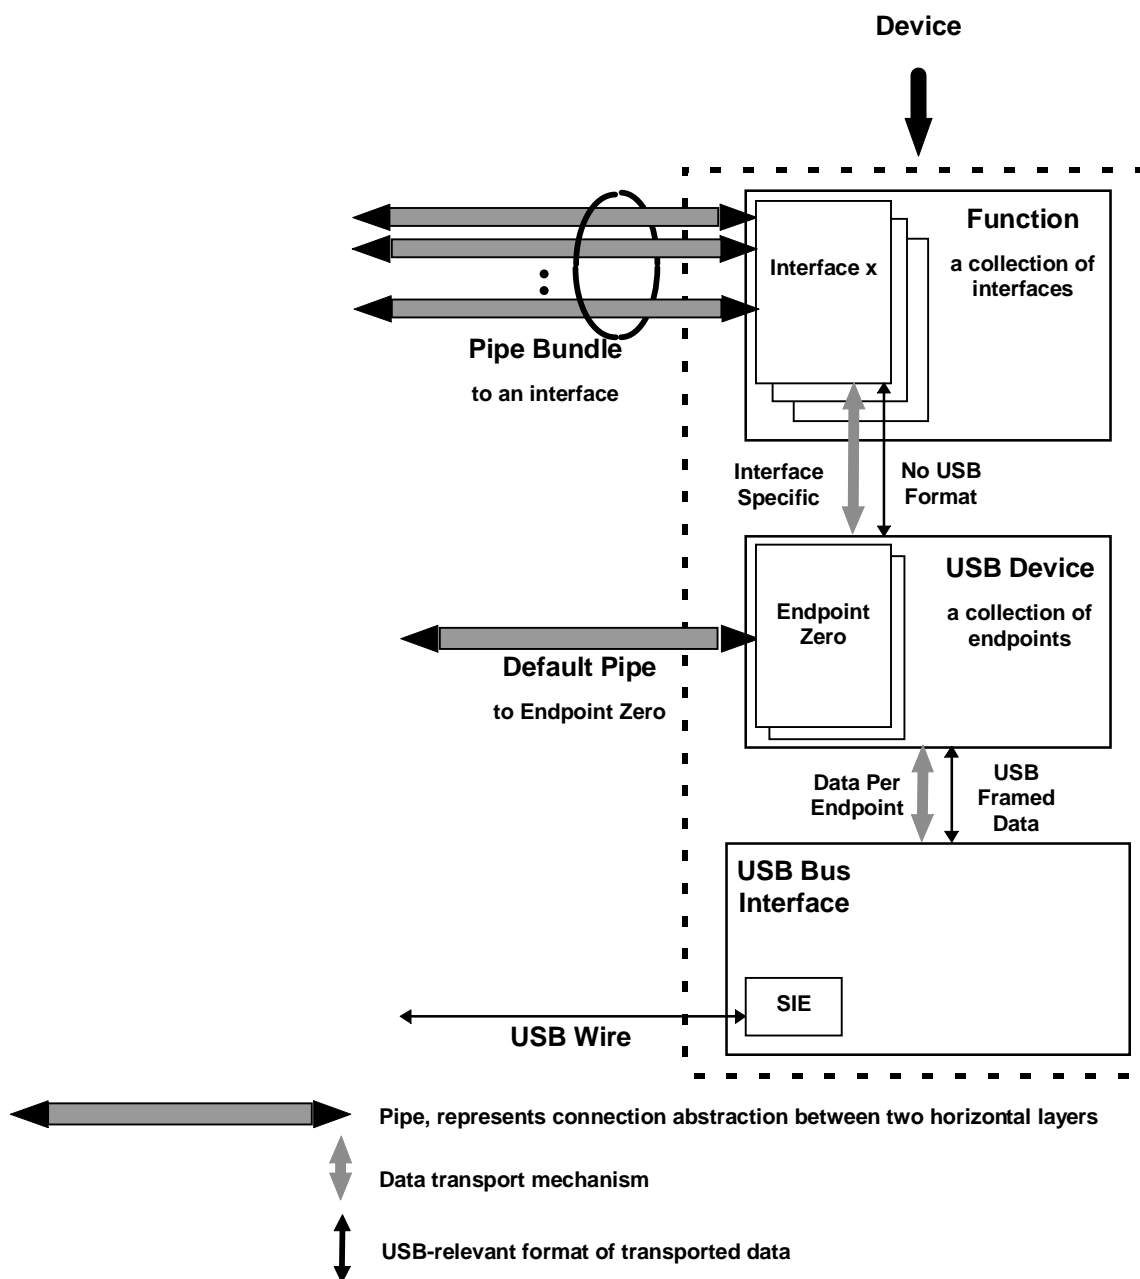 Device
Function
a collection of
interfaces
Interface x
Pipe Bundle
to an interface
Interface
Specific
No USB
Format
USB Device
a collection of
endpoints
Endpoint
Zero
Default Pipe
to Endpoint Zero
Data Per
Endpoint
USB
Framed
Data
USB Bus
Interface
SIE
USB Wire
Pipe, represents connection abstraction between two horizontal layers
Data transport mechanism
USB-relevant format of transported data